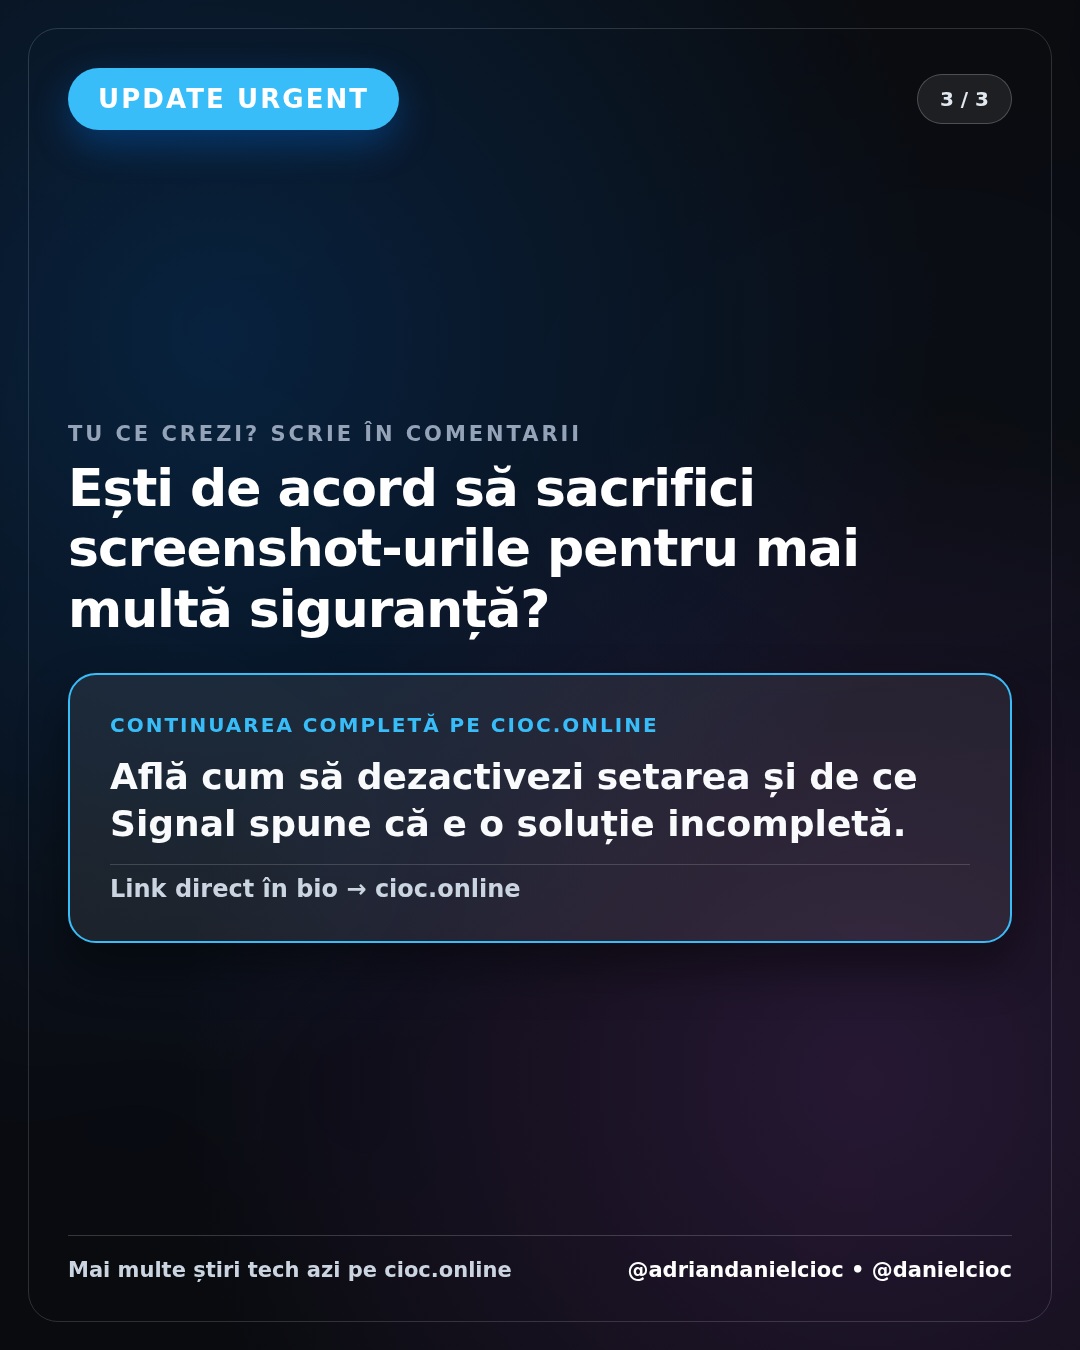 UPDATE URGENT
3 / 3
TU CE CREZI? SCRIE ÎN COMENTARII
Ești de acord să sacrifici
screenshot-urile pentru mai
multă siguranță?
CONTINUAREA COMPLETĂ PE CIOC.ONLINE
Află cum să dezactivezi setarea și de ce
Signal spune că e o soluție incompletă.
Link direct în bio → cioc.online
Mai multe știri tech azi pe cioc.online
@adriandanielcioc • @danielcioc